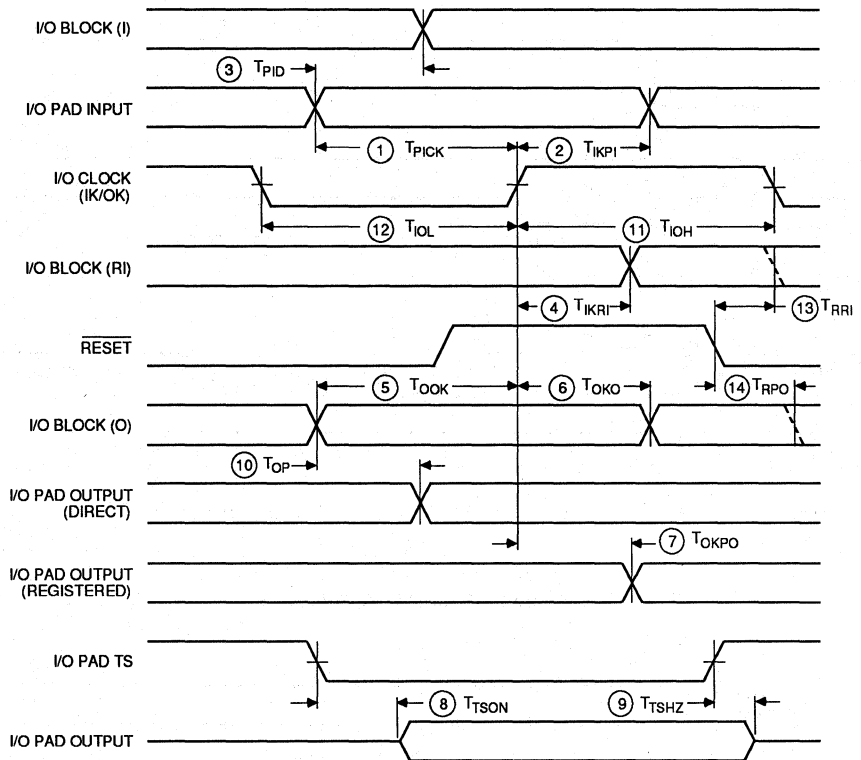 I/O BLOCK (I)
3 TPID
I/O PAD INPUT
1 TPICK
2 TIKPI
I/O CLOCK
(IK/OK)
12 TIOL
11 TIOH
I/O BLOCK (RI)
4 TIKRI
13 TRRI
RESET
5 TOOK
6 TOKO
14 TRPO
I/O BLOCK (O)
10 TOP
I/O PAD OUTPUT
(DIRECT)
7 TOKPO
I/O PAD OUTPUT
(REGISTERED)
I/O PAD TS
8 TTSON
9 TTSHZ
I/O PAD OUTPUT